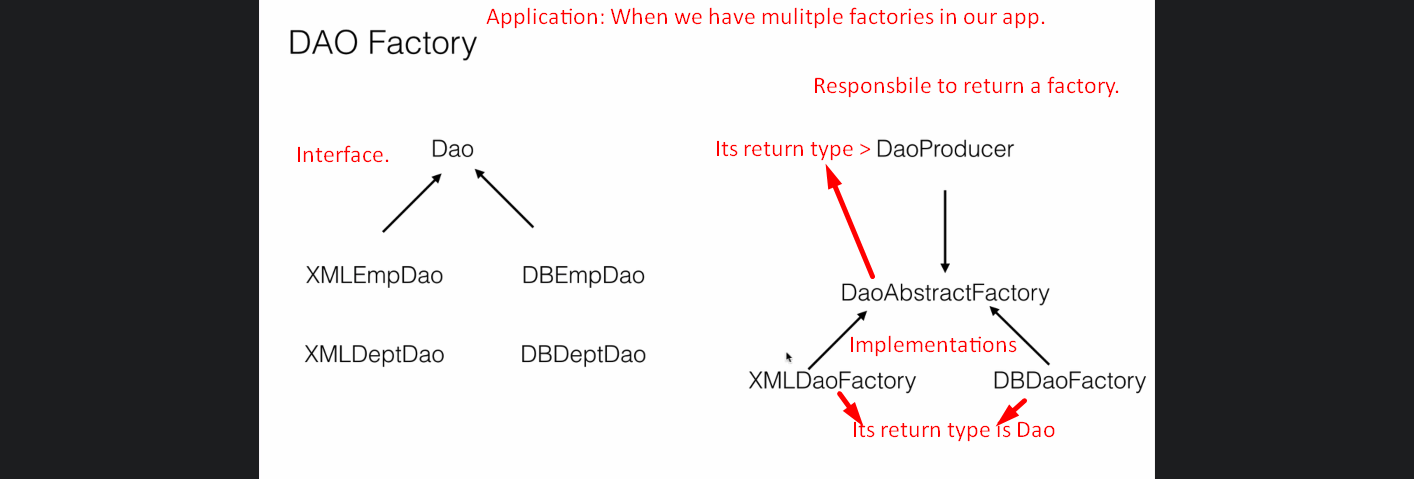 Application: When we have mulitple factories in our app.
DAO Factory
Responsbile to return a factory.
Interface.
Dao
Its return type >
DaoProducer
XMLEmpDao
DBEmpDao
DaoAbstractFactory
Implementations
XMLDeptDao
DBDeptDao
XMLDaoFactory
DBDaoFactory
Its return type is Dao